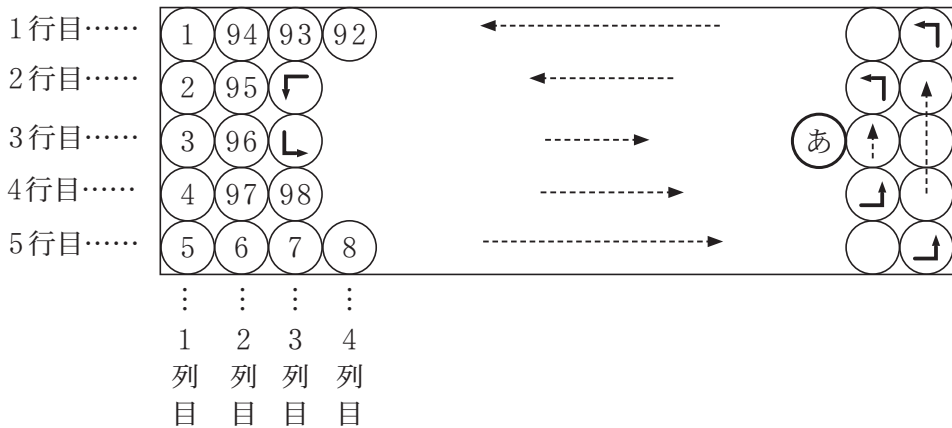 1行目…… 1 94 93 92
2行目…… 2 95
3行目…… 3 96 あ
4行目…… 4 97 98
5行目…… 5 6 7 8
⋮ ⋮ ⋮ ⋮
1列目 2列目 3列目 4列目